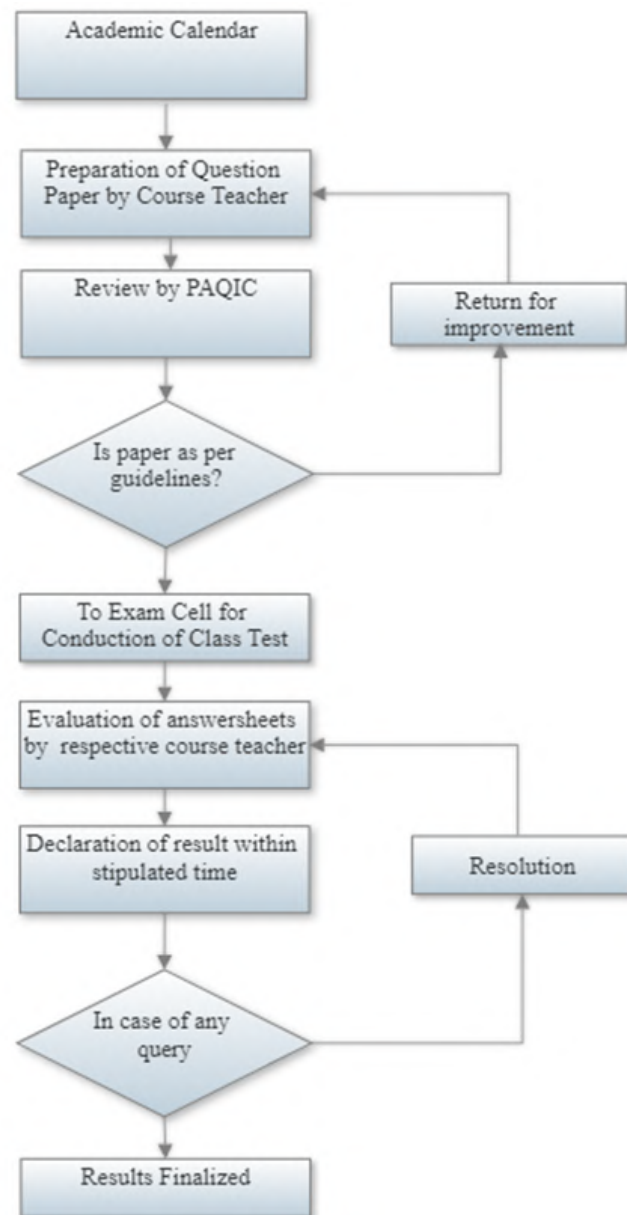 Academic Calendar
Preparation of Question
Paper by Course Teacher
Review by PAQIC
Return for
improvement
Is paper as per
guidelines?
To Exam Cell for
Conduction of Class Test
Evaluation of answersheets
by respective course teacher
Declaration of result within
stipulated time
Resolution
In case of any
query
Results Finalized